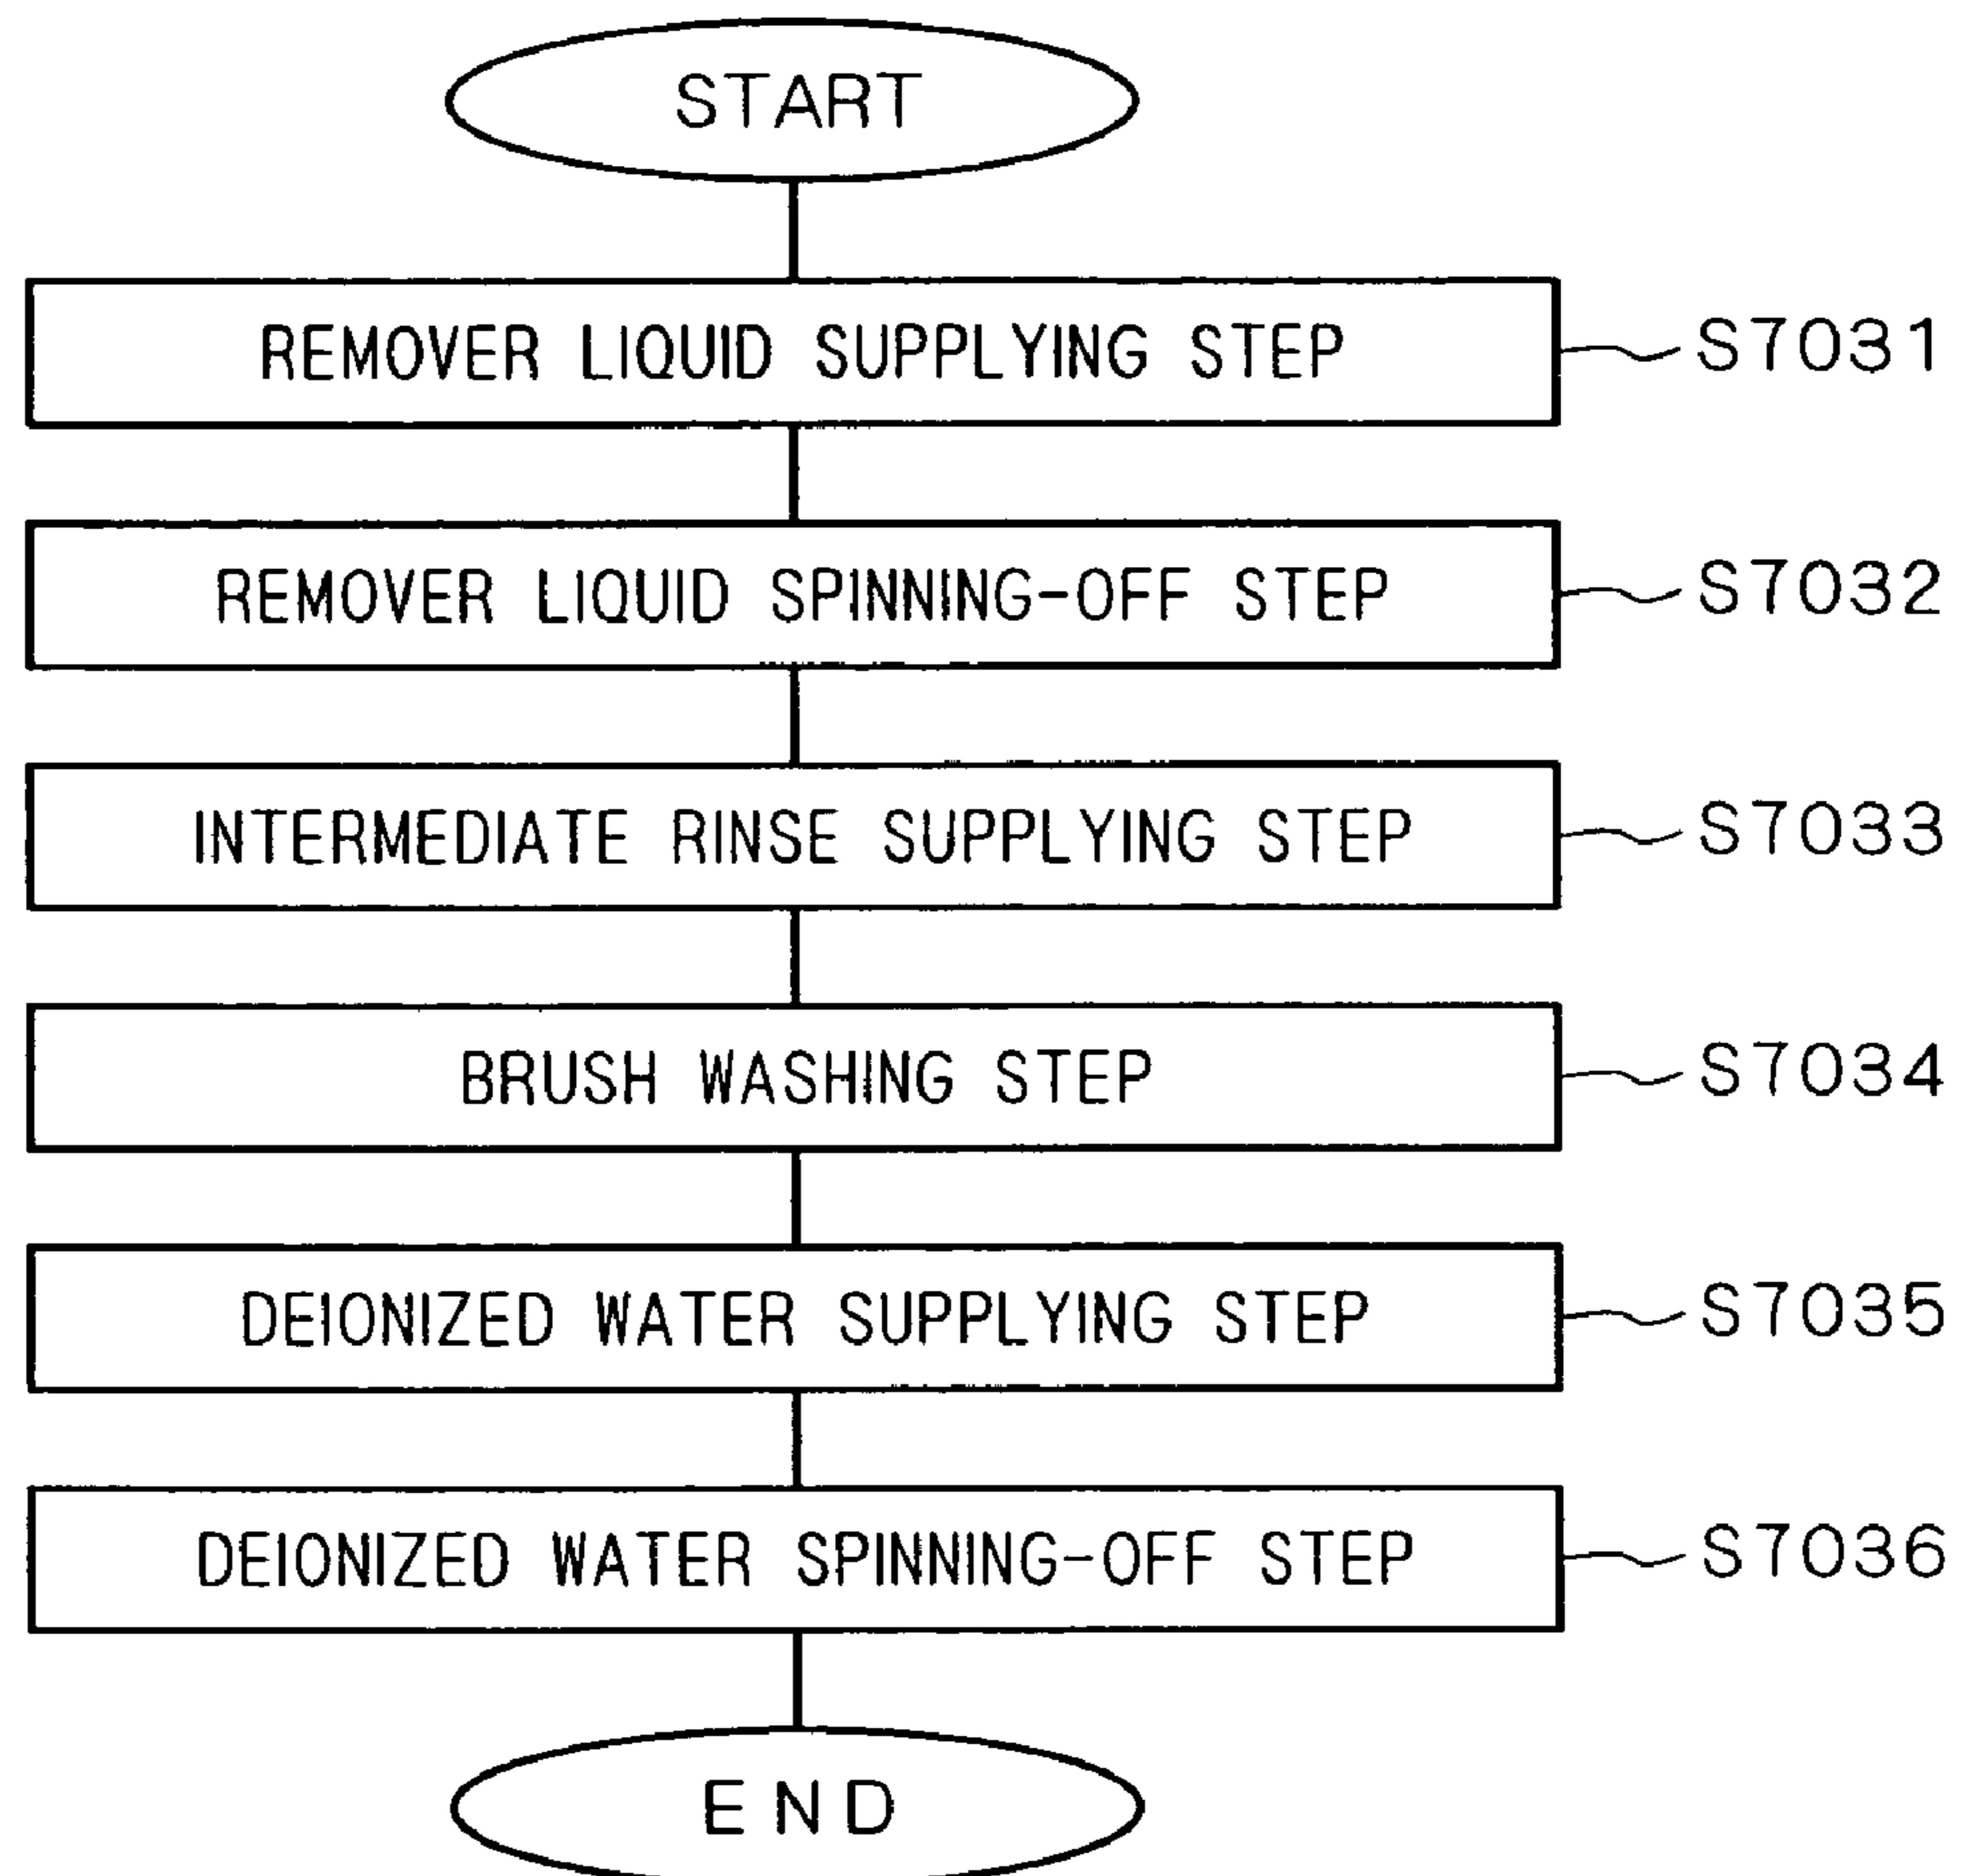 START
REMOVER LIQUID SUPPLYING STEP S7031
REMOVER LIQUID SPINNING-OFF STEP S7032
INTERMEDIATE RINSE SUPPLYING STEP S7033
BRUSH WASHING STEP S7034
DEIONIZED WATER SUPPLYING STEP S7035
DEIONIZED WATER SPINNING-OFF STEP S7036
END